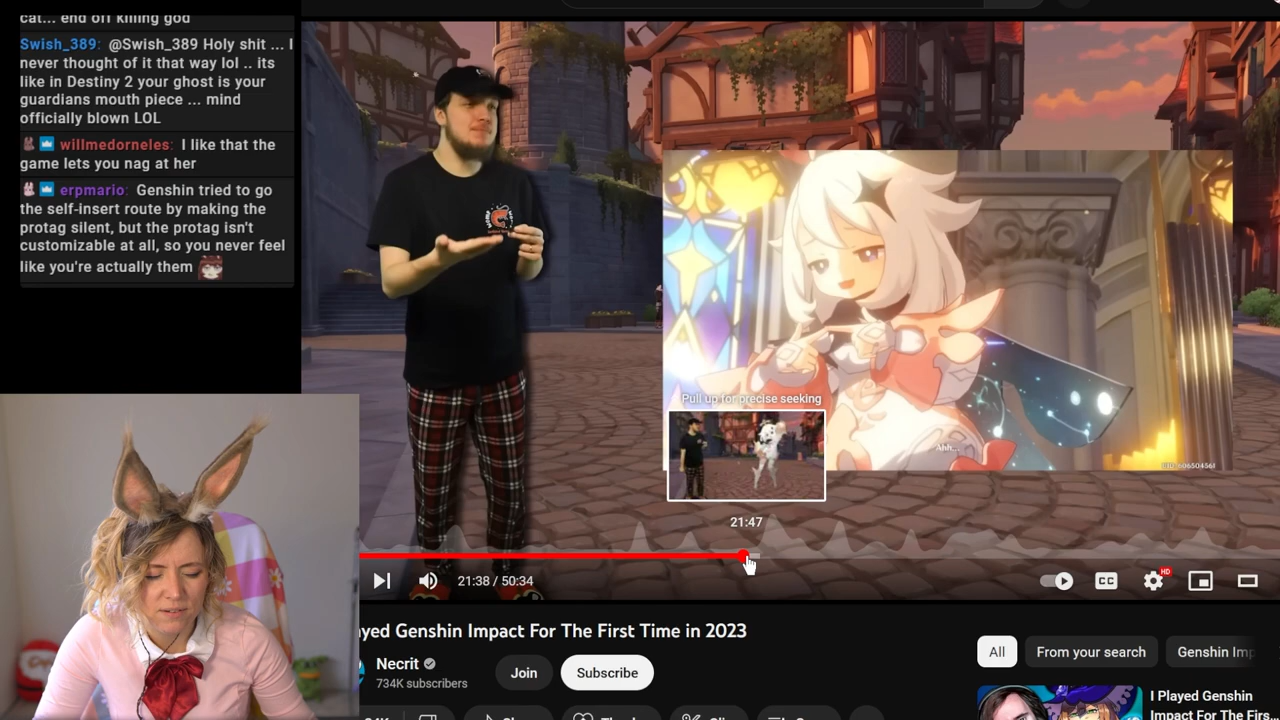 cat... end off killing god
Swish_389: @Swish_389 Holy shit ... I
never thought of it that way lol .. its
like in Destiny 2 your ghost is your
guardians mouth piece ... mind
officially blown LOL
willmedorneles: I like that the
game lets you nag at her
erpmario: Genshin tried to go
the self-insert route by making the
protag silent, but the protag isn't
customizable at all, so you never feel
like you're actually them
Pull up for precise seeking
Ahh...
21:47
21:38 / 50:34
HD
CC
ayed Genshin Impact For The First Time in 2023
Necrit
734K subscribers
Join
Subscribe
All
From your search
Genshin Imp
I Played Genshin
Impact For The Fire